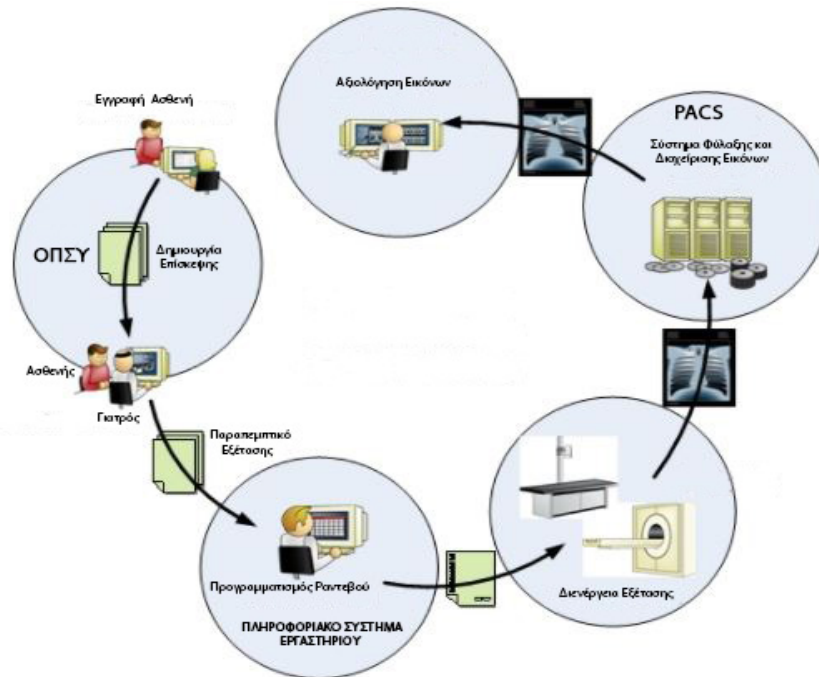 Εγγραφή Ασθενή
ΟΠΣΥ
Δημιουργία
Επίσκεψης
Ασθενής
Γιατρός
Παραπεμπτικό
Εξέτασης
Προγραμματισμός Ραντεβού
ΠΛΗΡΟΦΟΡΙΑΚΟ ΣΥΣΤΗΜΑ
ΕΡΓΑΣΤΗΡΙΟΥ
Διενέργεια Εξέτασης
PACS
Σύστημα Φύλαξης και
Διαχείρισης Εικόνων
Αξιολόγηση Εικόνων